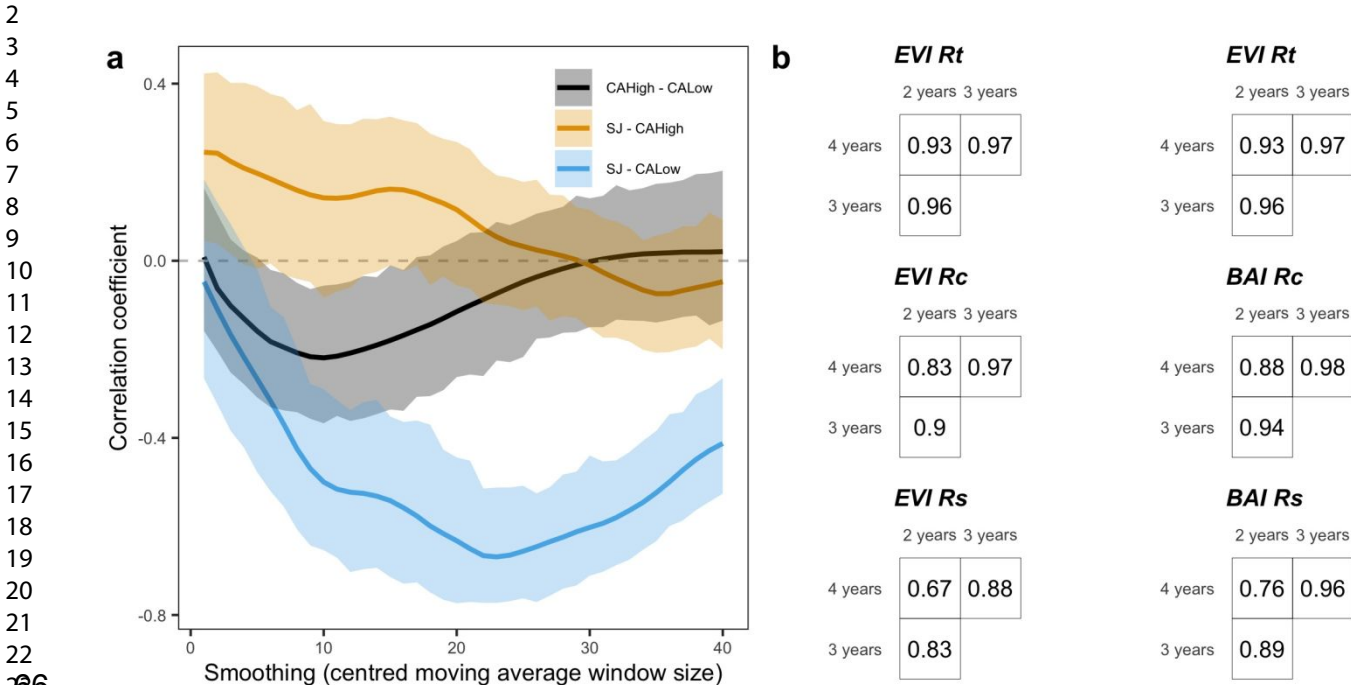 2
3
4
5
6
7
8
9
10
11
12
13
14
15
16
17
18
19
20
21
22
66
a
0.4
0.0
-0.4
-0.8
Correlation coefficient
CAHigh - CALow
SJ - CAHigh
SJ - CALow
0 10 20 30 40
Smoothing (centred moving average window size)
b
EVI Rt
2 years 3 years
4 years 0.93 0.97
3 years 0.96
EVI Rc
2 years 3 years
4 years 0.83 0.97
3 years 0.9
EVI Rs
2 years 3 years
4 years 0.67 0.88
3 years 0.83
EVI Rt
2 years 3 years
4 years 0.93 0.97
3 years 0.96
BAI Rc
2 years 3 years
4 years 0.88 0.98
3 years 0.94
BAI Rs
2 years 3 years
4 years 0.76 0.96
3 years 0.89